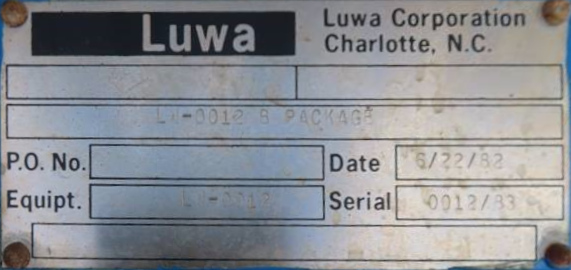 Luwa
Luwa Corporation
Charlotte, N.C.
PACKAGE
P.O. No.
Date 6/22/82
Equipt.
Serial 0012/83